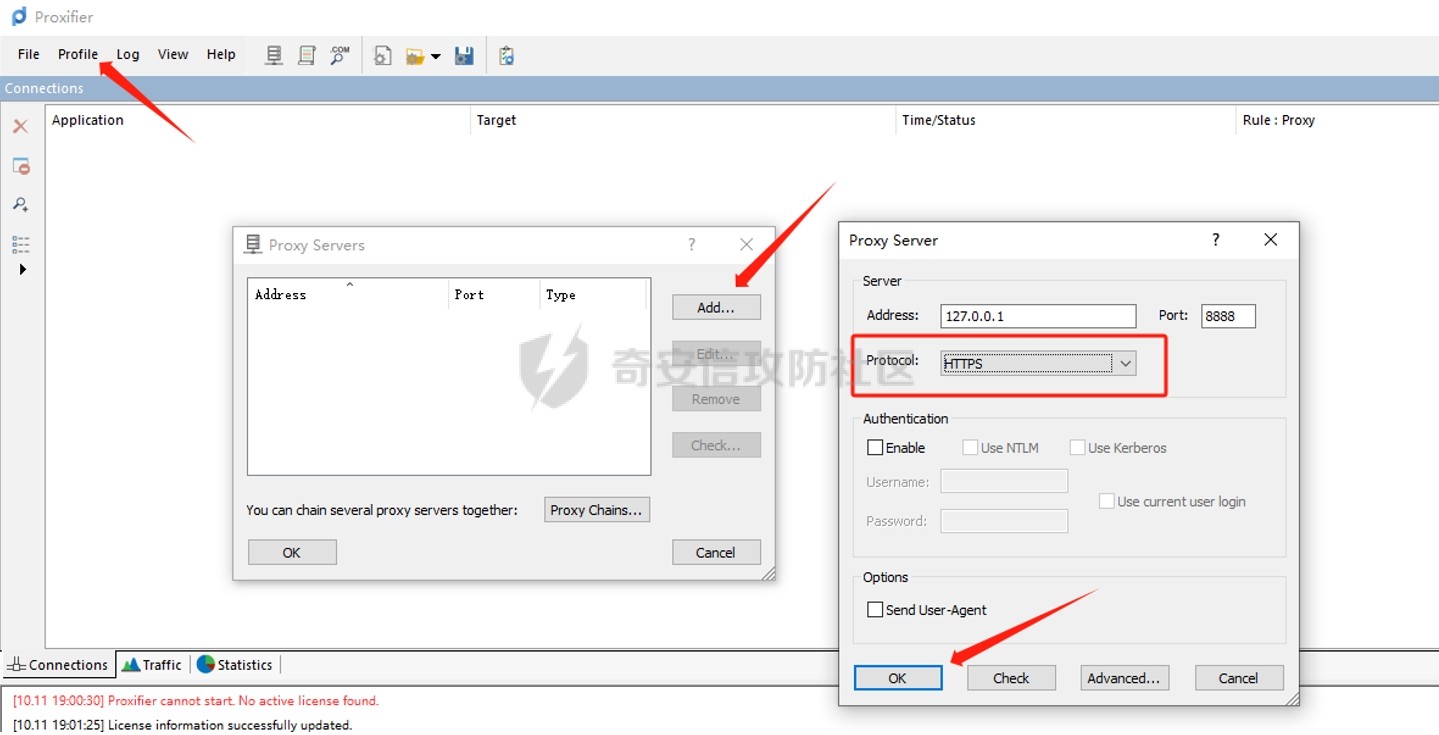 Proxifier
File Profile Log View Help .COM
Connections
Application Target Time/Status Rule : Proxy
Proxy Servers ?
Address Port Type
Add...
Edit...
Remove
Check...
You can chain several proxy servers together: Proxy Chains...
OK Cancel
奇安信攻防社区
Proxy Server ?
Server
Address: 127.0.0.1 Port: 8888
Protocol: HTTPS
Authentication
Enable Use NTLM Use Kerberos
Username:
Use current user login
Password:
Options
Send User-Agent
OK Check Advanced... Cancel
Connections Traffic Statistics
[10.11 19:00:30] Proxifier cannot start. No active license found.
[10.11 19:01:25] License information successfully updated.